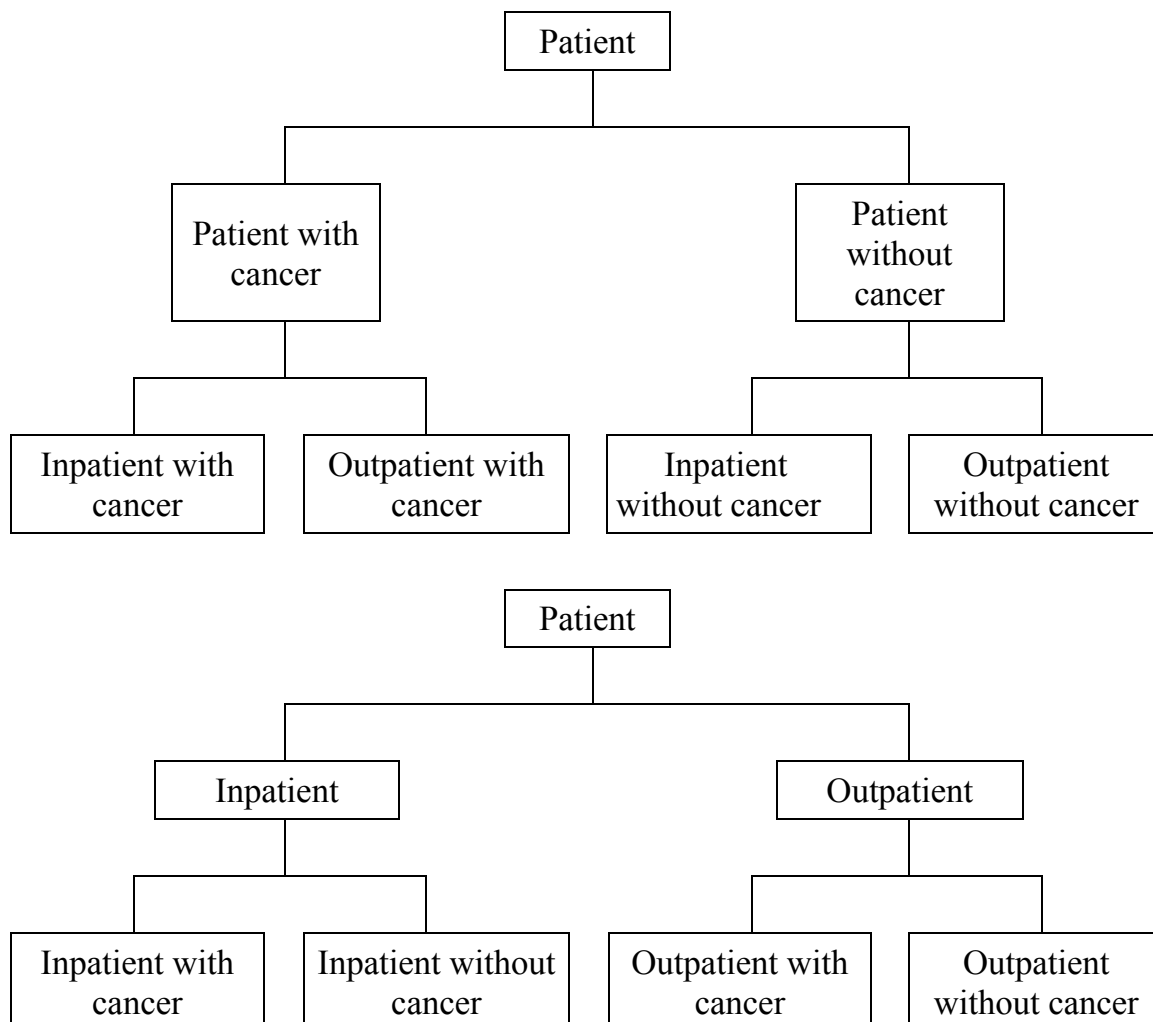 Patient
Patient with
cancer
Patient
without
cancer
Inpatient with
cancer
Outpatient with
cancer
Inpatient
without cancer
Outpatient
without cancer
Patient
Inpatient
Outpatient
Inpatient with
cancer
Inpatient without
cancer
Outpatient with
cancer
Outpatient
without cancer